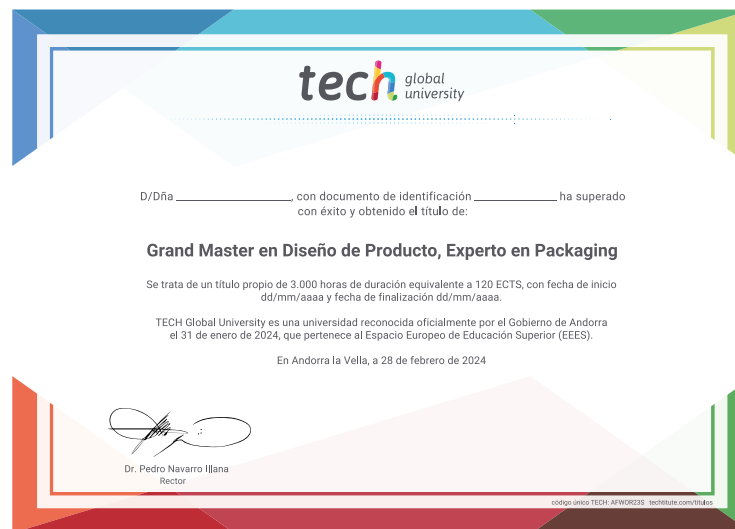 tech global university
D/Dña ____________________, con documento de identificación ______________ ha superado
con éxito y obtenido el título de:
Grand Master en Diseño de Producto, Experto en Packaging
Se trata de un título propio de 3.000 horas de duración equivalente a 120 ECTS, con fecha de inicio
dd/mm/aaaa y fecha de finalización dd/mm/aaaa.
TECH Global University es una universidad reconocida oficialmente por el Gobierno de Andorra
el 31 de enero de 2024, que pertenece al Espacio Europeo de Educación Superior (EEES).
En Andorra la Vella, a 28 de febrero de 2024
Dr. Pedro Navarro Illana
Rector
código único TECH: AFWOR23S techtitute.com/titulos